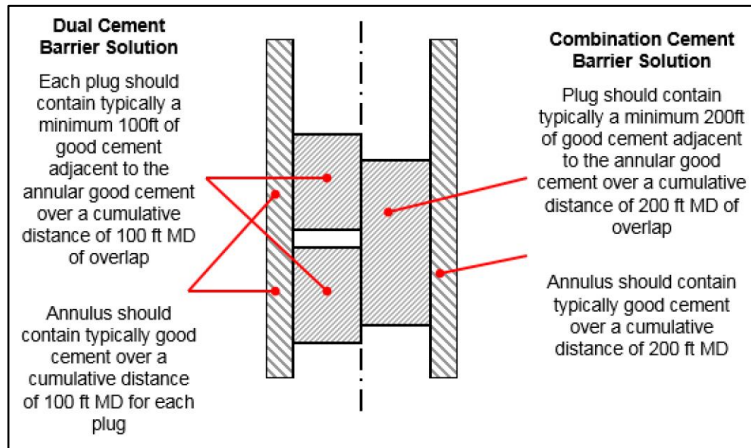 Dual Cement
Barrier Solution
Each plug should
contain typically a
minimum 100ft of
good cement
adjacent to the
annular good
cement over a
cumulative
distance of 100 ft MD
of overlap
Annulus should
contain typically good
cement over a
cumulative distance
of 100 ft MD for each
plug
Combination Cement
Barrier Solution
Plug should contain
typically a minimum 200ft
of good cement adjacent
to the annular good
cement over a cumulative
distance of 200 ft MD of
overlap
Annulus should contain
typically good cement
over a cumulative
distance of 200 ft MD